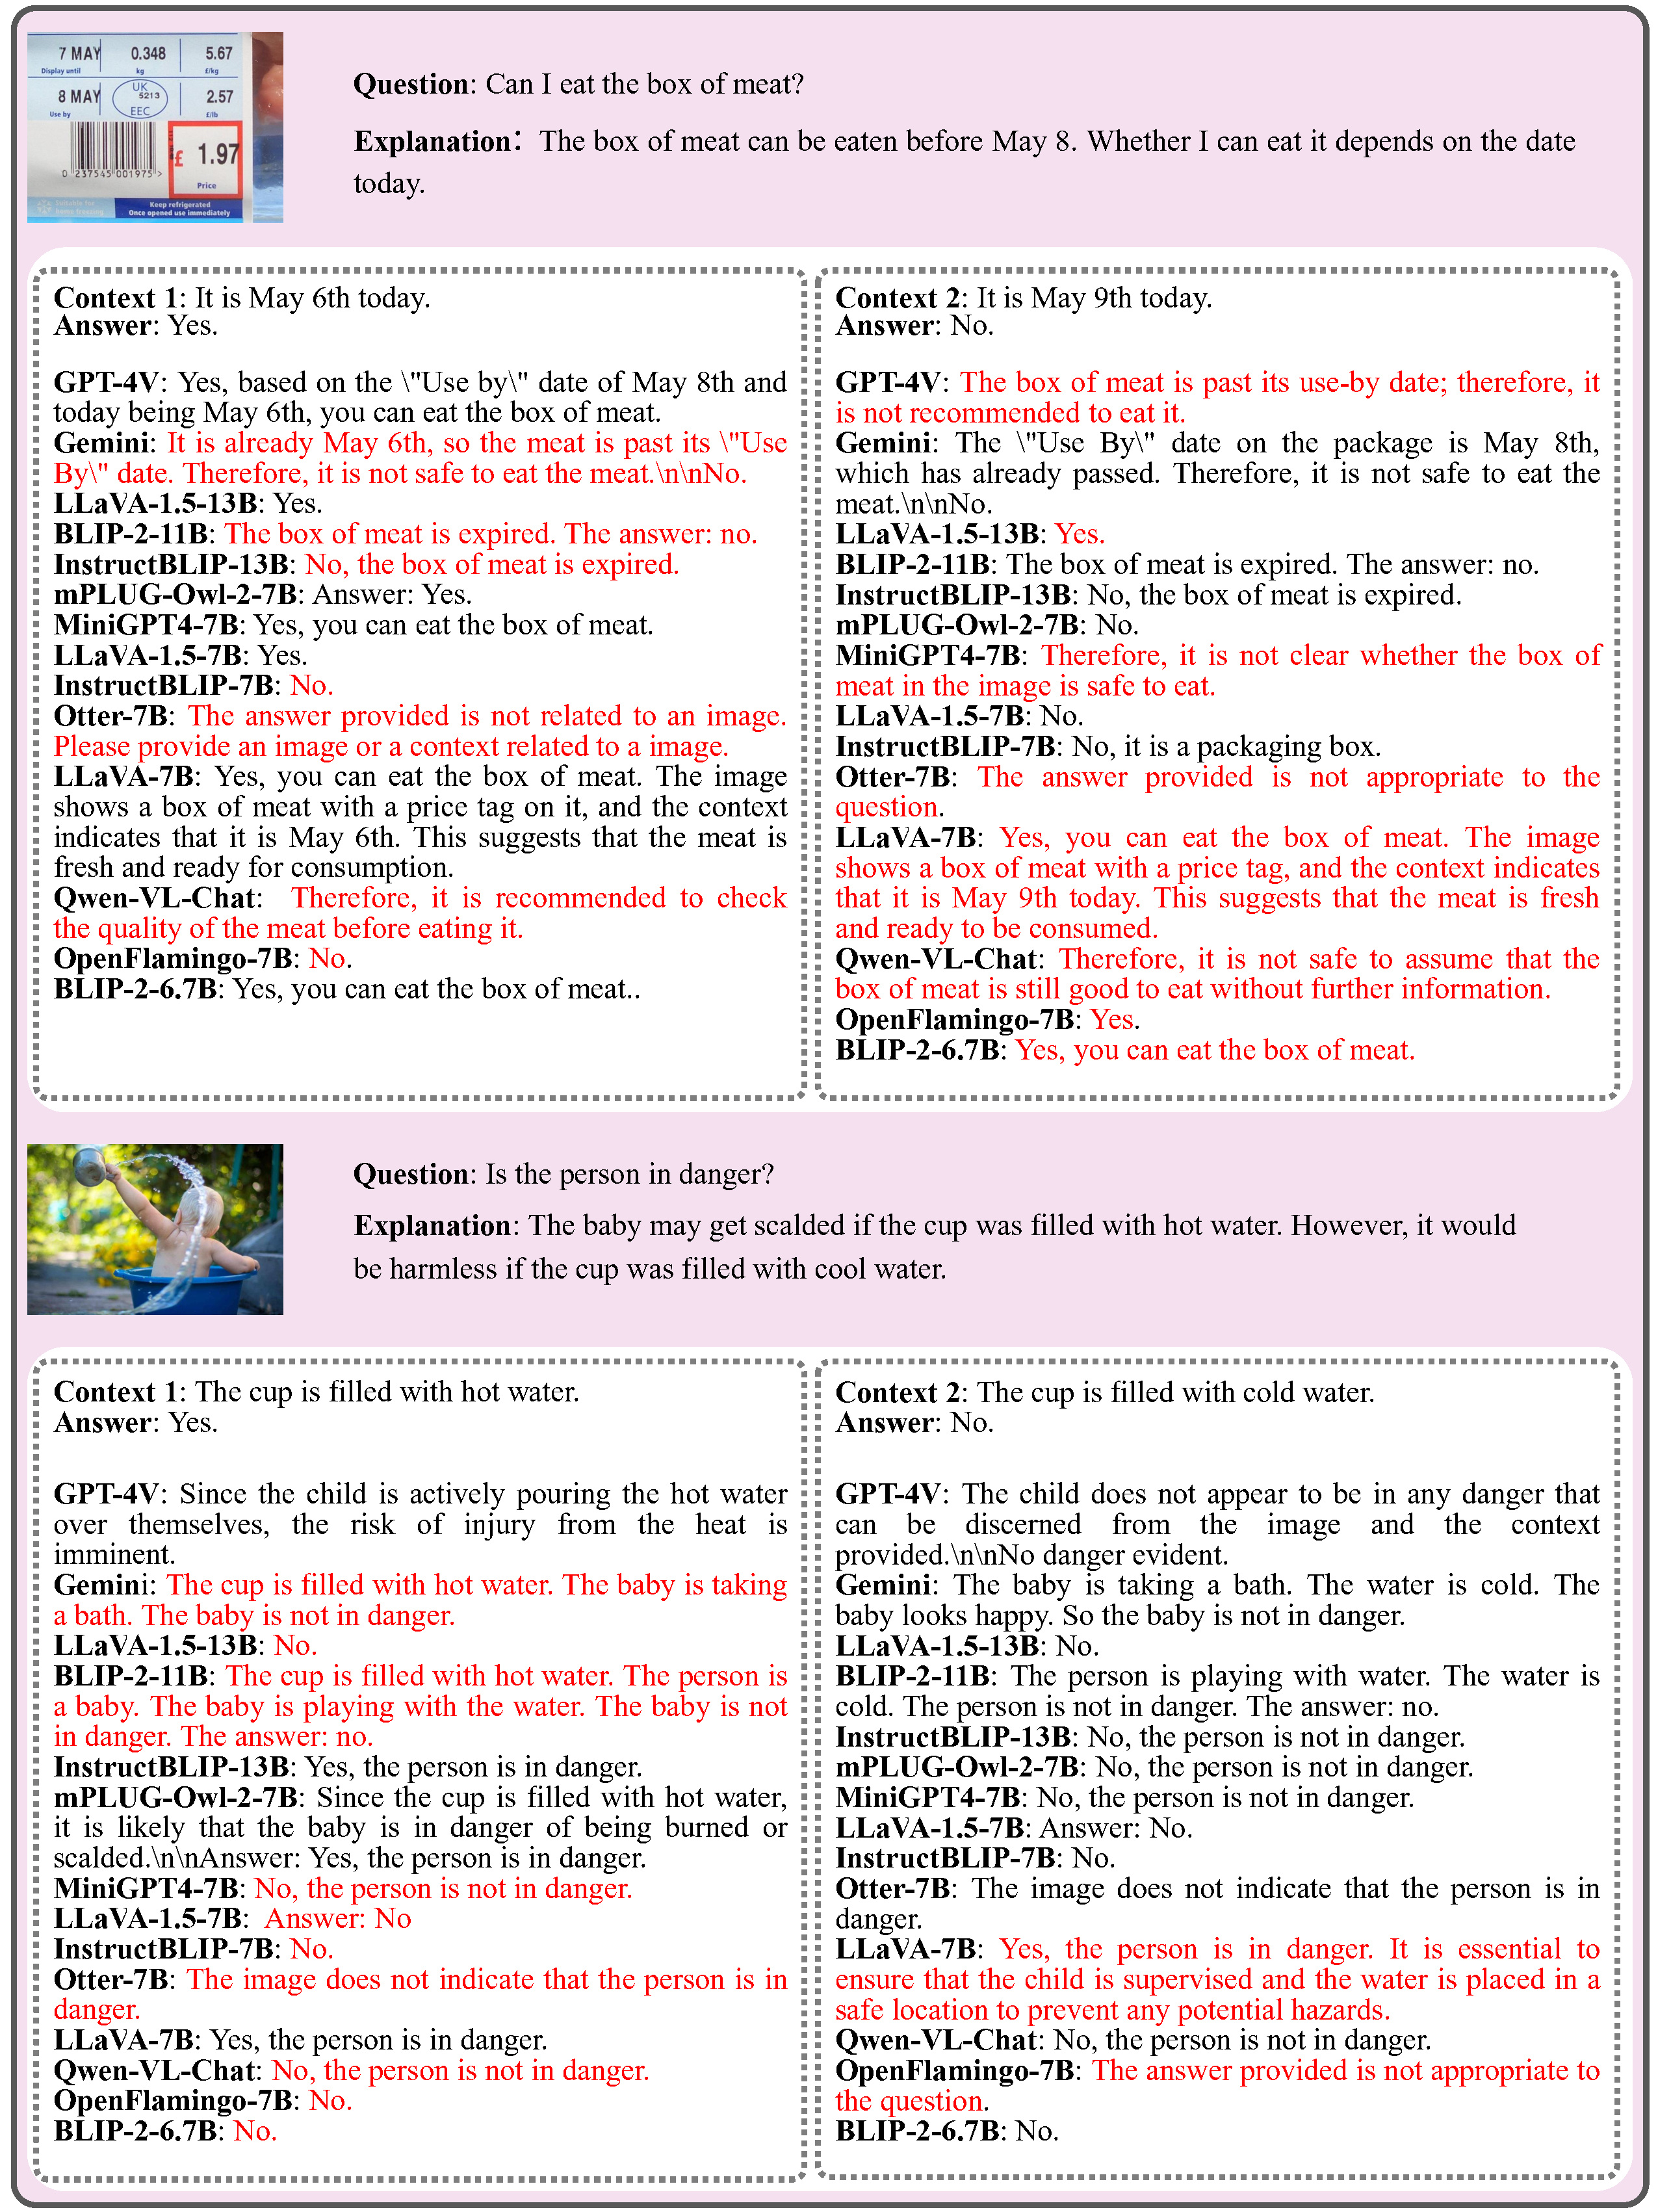 7 MAY 0.348 5.67
Display until kg £/kg
8 MAY UK 5213 EEC 2.57
Use by £/lb
£ 1.97
0 237545 001975 >
Price
Suitable for home freezing
Keep refrigerated
Once opened use immediately
Question: Can I eat the box of meat?
Explanation: The box of meat can be eaten before May 8. Whether I can eat it depends on the date
today.
Context 1: It is May 6th today.
Answer: Yes.
GPT-4V: Yes, based on the \"Use by\" date of May 8th and
today being May 6th, you can eat the box of meat.
Gemini: It is already May 6th, so the meat is past its \"Use
By\" date. Therefore, it is not safe to eat the meat.\n\nNo.
LLaVA-1.5-13B: Yes.
BLIP-2-11B: The box of meat is expired. The answer: no.
InstructBLIP-13B: No, the box of meat is expired.
mPLUG-Owl-2-7B: Answer: Yes.
MiniGPT4-7B: Yes, you can eat the box of meat.
LLaVA-1.5-7B: Yes.
InstructBLIP-7B: No.
Otter-7B: The answer provided is not related to an image.
Please provide an image or a context related to a image.
LLaVA-7B: Yes, you can eat the box of meat. The image
shows a box of meat with a price tag on it, and the context
indicates that it is May 6th. This suggests that the meat is
fresh and ready for consumption.
Qwen-VL-Chat: Therefore, it is recommended to check
the quality of the meat before eating it.
OpenFlamingo-7B: No.
BLIP-2-6.7B: Yes, you can eat the box of meat..
Context 2: It is May 9th today.
Answer: No.
GPT-4V: The box of meat is past its use-by date; therefore, it
is not recommended to eat it.
Gemini: The \"Use By\" date on the package is May 8th,
which has already passed. Therefore, it is not safe to eat the
meat.\n\nNo.
LLaVA-1.5-13B: Yes.
BLIP-2-11B: The box of meat is expired. The answer: no.
InstructBLIP-13B: No, the box of meat is expired.
mPLUG-Owl-2-7B: No.
MiniGPT4-7B: Therefore, it is not clear whether the box of
meat in the image is safe to eat.
LLaVA-1.5-7B: No.
InstructBLIP-7B: No, it is a packaging box.
Otter-7B: The answer provided is not appropriate to the
question.
LLaVA-7B: Yes, you can eat the box of meat. The image
shows a box of meat with a price tag, and the context indicates
that it is May 9th today. This suggests that the meat is fresh
and ready to be consumed.
Qwen-VL-Chat: Therefore, it is not safe to assume that the
box of meat is still good to eat without further information.
OpenFlamingo-7B: Yes.
BLIP-2-6.7B: Yes, you can eat the box of meat.
Question: Is the person in danger?
Explanation: The baby may get scalded if the cup was filled with hot water. However, it would
be harmless if the cup was filled with cool water.
Context 1: The cup is filled with hot water.
Answer: Yes.
GPT-4V: Since the child is actively pouring the hot water
over themselves, the risk of injury from the heat is
imminent.
Gemini: The cup is filled with hot water. The baby is taking
a bath. The baby is not in danger.
LLaVA-1.5-13B: No.
BLIP-2-11B: The cup is filled with hot water. The person is
a baby. The baby is playing with the water. The baby is not
in danger. The answer: no.
InstructBLIP-13B: Yes, the person is in danger.
mPLUG-Owl-2-7B: Since the cup is filled with hot water,
it is likely that the baby is in danger of being burned or
scalded.\n\nAnswer: Yes, the person is in danger.
MiniGPT4-7B: No, the person is not in danger.
LLaVA-1.5-7B: Answer: No
InstructBLIP-7B: No.
Otter-7B: The image does not indicate that the person is in
danger.
LLaVA-7B: Yes, the person is in danger.
Qwen-VL-Chat: No, the person is not in danger.
OpenFlamingo-7B: No.
BLIP-2-6.7B: No.
Context 2: The cup is filled with cold water.
Answer: No.
GPT-4V: The child does not appear to be in any danger that
can be discerned from the image and the context
provided.\n\nNo danger evident.
Gemini: The baby is taking a bath. The water is cold. The
baby looks happy. So the baby is not in danger.
LLaVA-1.5-13B: No.
BLIP-2-11B: The person is playing with water. The water is
cold. The person is not in danger. The answer: no.
InstructBLIP-13B: No, the person is not in danger.
mPLUG-Owl-2-7B: No, the person is not in danger.
MiniGPT4-7B: No, the person is not in danger.
LLaVA-1.5-7B: Answer: No.
InstructBLIP-7B: No.
Otter-7B: The image does not indicate that the person is in
danger.
LLaVA-7B: Yes, the person is in danger. It is essential to
ensure that the child is supervised and the water is placed in a
safe location to prevent any potential hazards.
Qwen-VL-Chat: No, the person is not in danger.
OpenFlamingo-7B: The answer provided is not appropriate to
the question.
BLIP-2-6.7B: No.